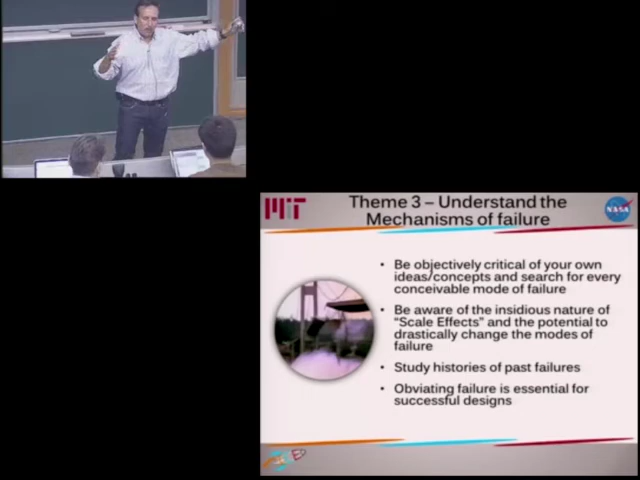 MiT
Theme 3 – Understand the
Mechanisms of failure
NASA
• Be objectively critical of your own
ideas/concepts and search for every
conceivable mode of failure
• Be aware of the insidious nature of
“Scale Effects” and the potential to
drastically change the modes of
failure
• Study histories of past failures
• Obviating failure is essential for
successful designs